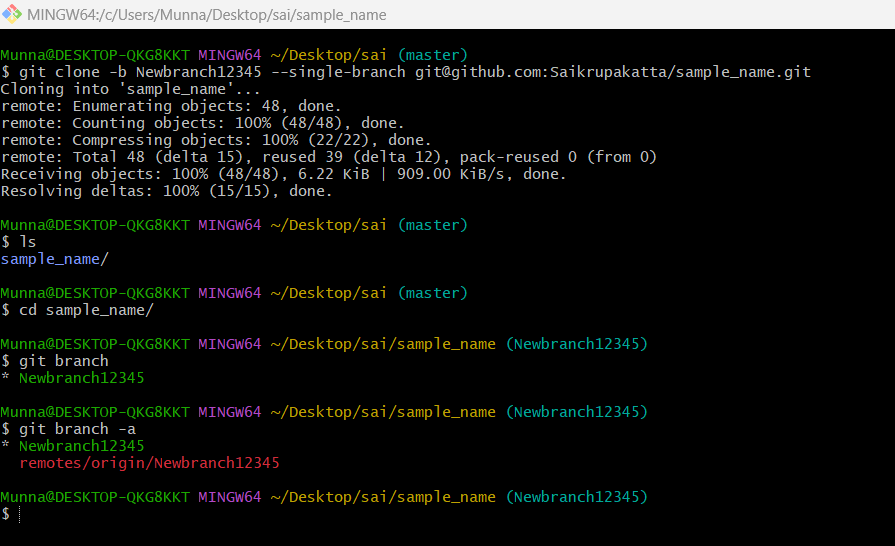 MINGW64:/c/Users/Munna/Desktop/sai/sample_name
Munna@DESKTOP-QKG8KKT MINGW64 ~/Desktop/sai (master)
$ git clone -b Newbranch12345 --single-branch git@github.com:Saikrupakatta/sample_name.git
Cloning into 'sample_name'...
remote: Enumerating objects: 48, done.
remote: Counting objects: 100% (48/48), done.
remote: Compressing objects: 100% (22/22), done.
remote: Total 48 (delta 15), reused 39 (delta 12), pack-reused 0 (from 0)
Receiving objects: 100% (48/48), 6.22 KiB | 909.00 KiB/s, done.
Resolving deltas: 100% (15/15), done.
Munna@DESKTOP-QKG8KKT MINGW64 ~/Desktop/sai (master)
$ ls
sample_name/
Munna@DESKTOP-QKG8KKT MINGW64 ~/Desktop/sai (master)
$ cd sample_name/
Munna@DESKTOP-QKG8KKT MINGW64 ~/Desktop/sai/sample_name (Newbranch12345)
$ git branch
* Newbranch12345
Munna@DESKTOP-QKG8KKT MINGW64 ~/Desktop/sai/sample_name (Newbranch12345)
$ git branch -a
* Newbranch12345
remotes/origin/Newbranch12345
Munna@DESKTOP-QKG8KKT MINGW64 ~/Desktop/sai/sample_name (Newbranch12345)
$